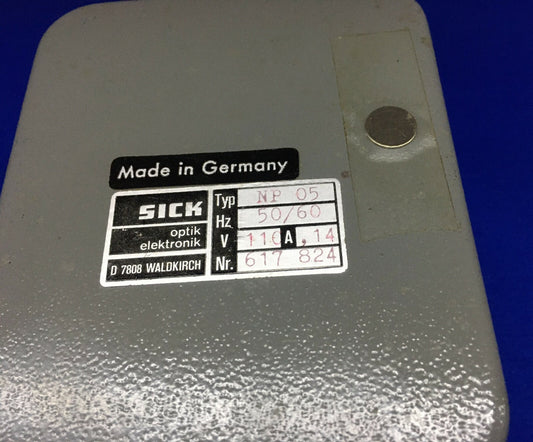 Made in Germany
SICK
optik
elektronik
D 7808 WALDKIRCH
Typ NP 05
Hz 50/60
V 110 A ,14
Nr. 617 824